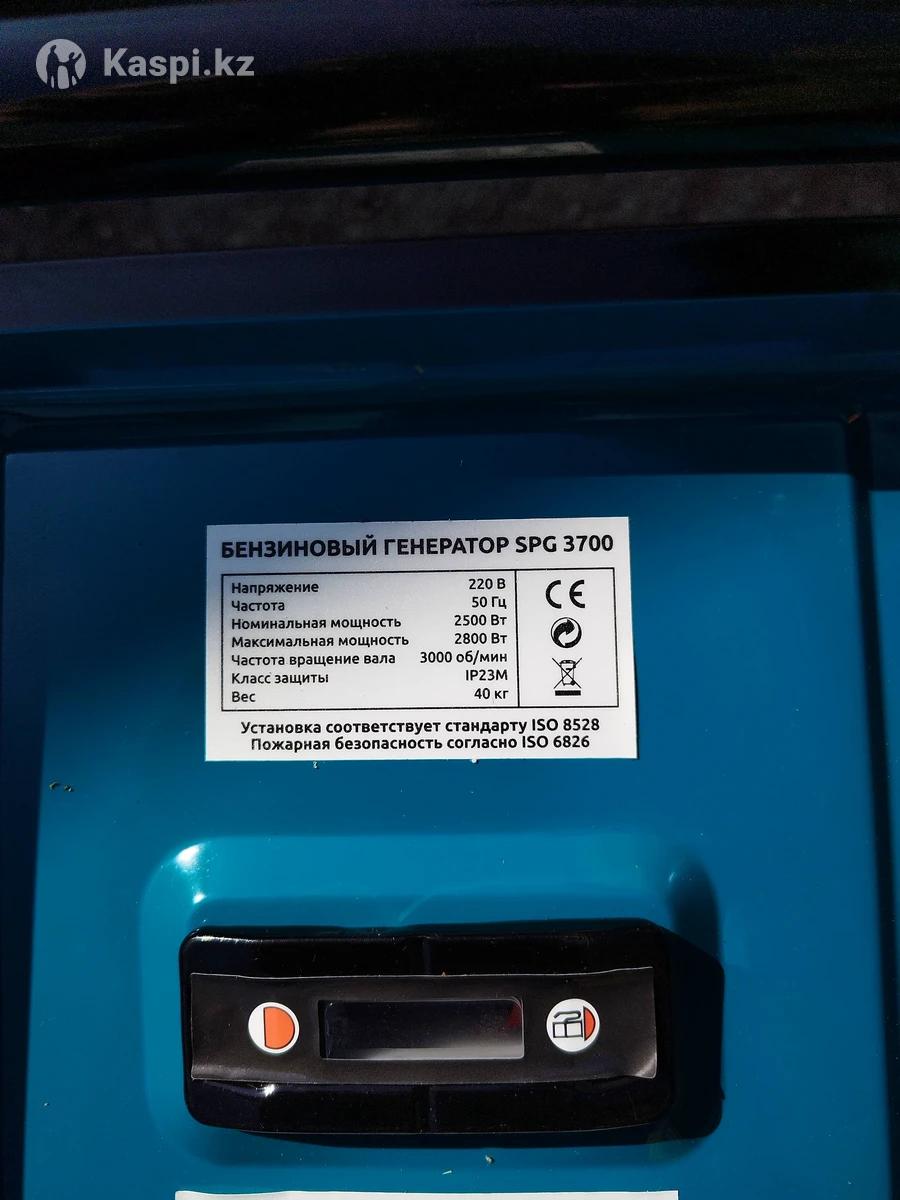 Kaspi.kz
БЕНЗИНОВЫЙ ГЕНЕРАТОР SPG 3700
Напряжение 220 В
Частота 50 Гц
Номинальная мощность 2500 Вт
Максимальная мощность 2800 Вт
Частота вращения вала 3000 об/мин
Класс защиты IP23M
Вес 40 кг
CE
Установка соответствует стандарту ISO 8528
Пожарная безопасность согласно ISO 6826